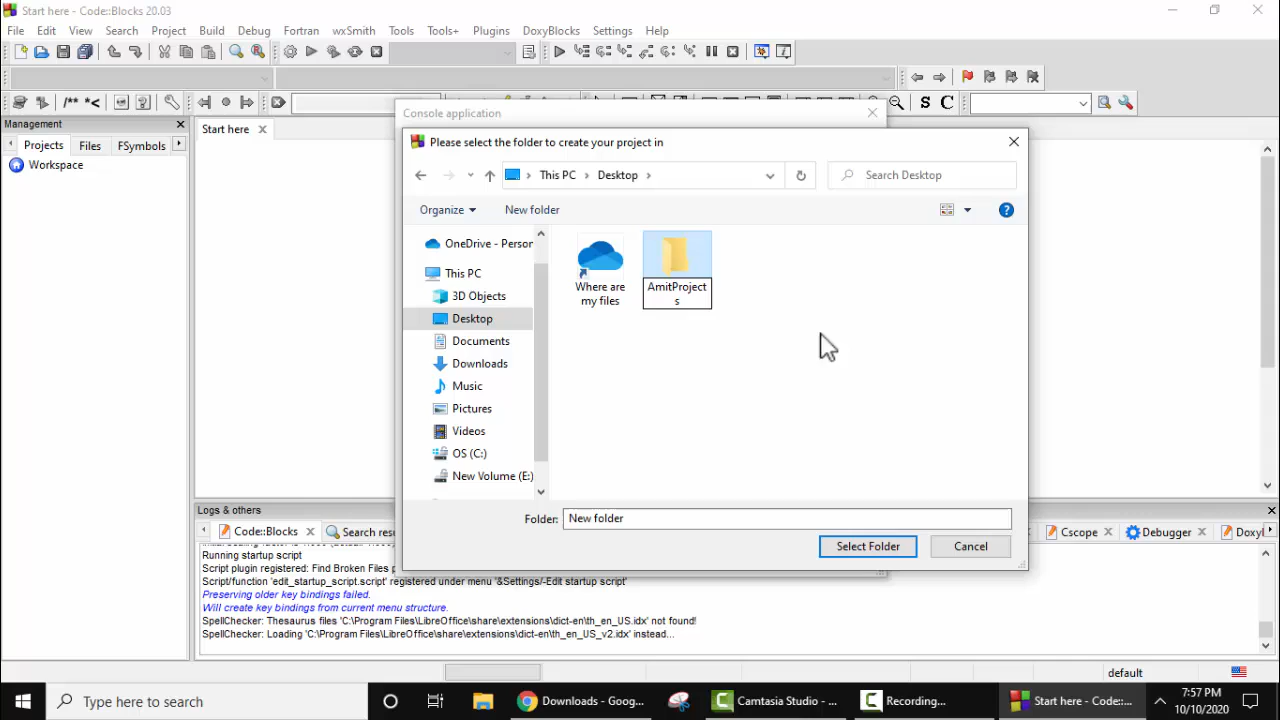 Start here - Code::Blocks 20.03
File Edit View Search Project Build Debug Fortran wxSmith Tools Tools+ Plugins DoxyBlocks Settings Help
/** *<
S C
Management
Projects Files FSymbols
Workspace
Start here
Console application
Please select the folder to create your project in
This PC Desktop
Search Desktop
Organize New folder
OneDrive - Person
This PC
3D Objects
Desktop
Documents
Downloads
Music
Pictures
Videos
OS (C:)
New Volume (E:)
Where are
my files
AmitProject
s
Folder: New folder
Select Folder Cancel
Logs & others
Code::Blocks Search resu Cscope Debugger Doxyl
Running startup script
Script plugin registered: Find Broken Files p
Script/function 'edit_startup_script.script' registered under menu '&Settings/-Edit startup script'
Preserving older key bindings failed.
Will create key bindings from current menu structure.
SpellChecker: Thesaurus files 'C:\Program Files\LibreOffice\share\extensions\dict-en\th_en_US.idx' not found!
SpellChecker: Loading 'C:\Program Files\LibreOffice\share\extensions\dict-en\th_en_US_v2.idx' instead...
default
Type here to search
Downloads - Goog...
Camtasia Studio - ...
Recording...
Start here - Code::...
7:57 PM
10/10/2020